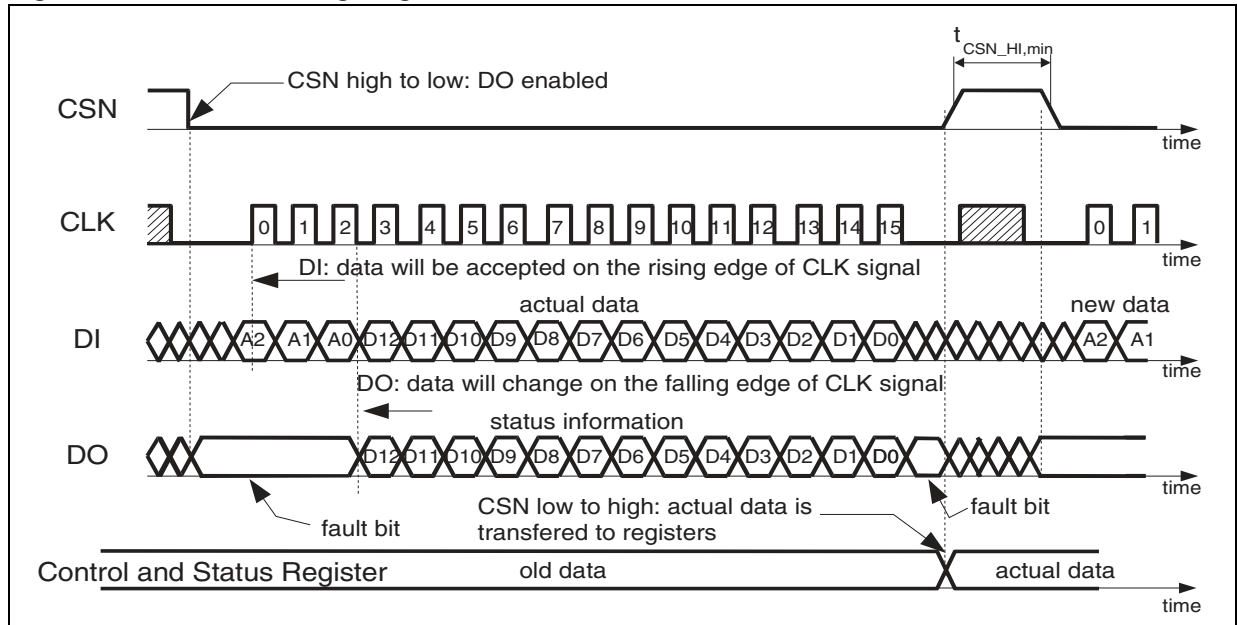 t CSN_HI,min
CSN high to low: DO enabled
CSN
time
CLK
0 1 2 3 4 5 6 7 8 9 10 11 12 13 14 15 0 1
time
DI: data will be accepted on the rising edge of CLK signal
actual data
new data
DI
A2 A1 A0 D12 D11 D10 D9 D8 D7 D6 D5 D4 D3 D2 D1 D0 A2 A1
time
DO: data will change on the falling edge of CLK signal
status information
DO
D12 D11 D10 D9 D8 D7 D6 D5 D4 D3 D2 D1 D0
time
fault bit
CSN low to high: actual data is
transfered to registers
fault bit
Control and Status Register
old data
actual data
time